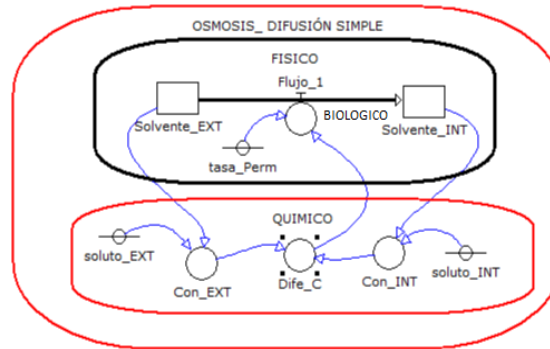 OSMOSIS_ DIFUSIÓN SIMPLE
FISICO
Flujo_1
Solvente_EXT
BIOLOGICO
Solvente_INT
tasa_Perm
QUIMICO
soluto_EXT
Con_EXT
Dife_C
Con_INT
soluto_INT